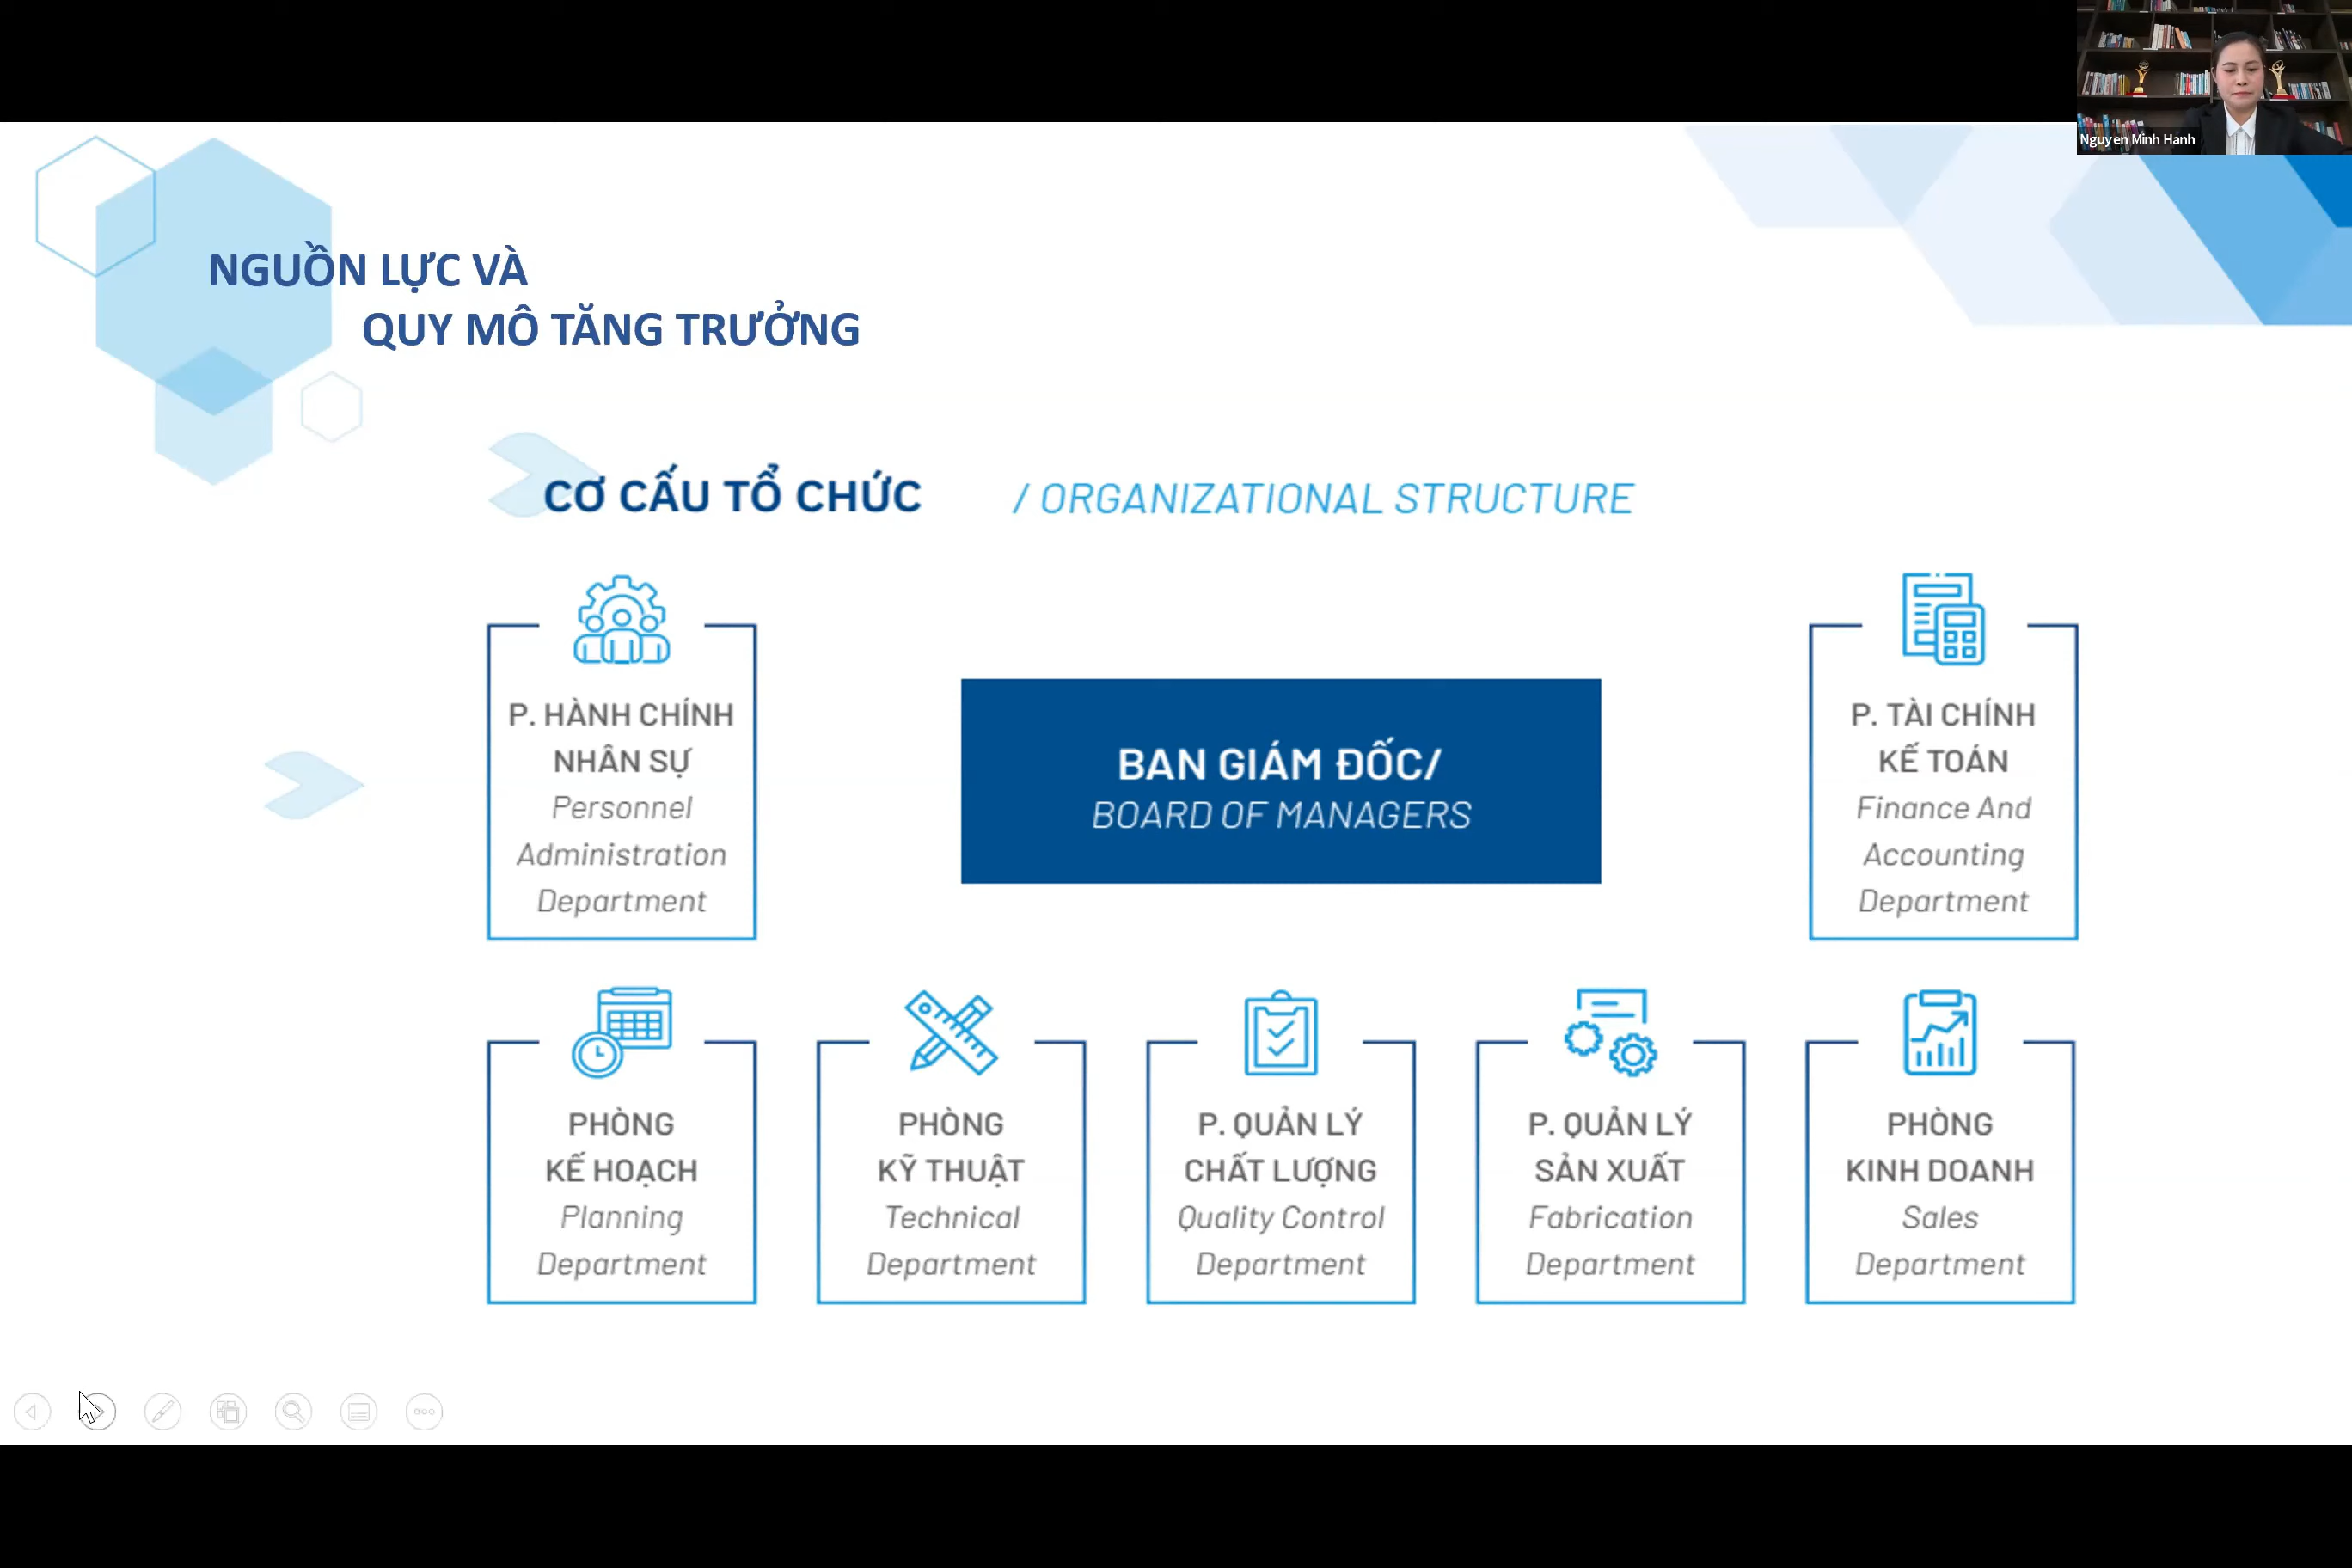 Nguyen Minh Hanh
NGUỒN LỰC VÀ
QUY MÔ TĂNG TRƯỞNG
CƠ CẤU TỔ CHỨC / ORGANIZATIONAL STRUCTURE
P. HÀNH CHÍNH
NHÂN SỰ
Personnel
Administration
Department
BAN GIÁM ĐỐC/
BOARD OF MANAGERS
P. TÀI CHÍNH
KẾ TOÁN
Finance And
Accounting
Department
PHÒNG
KẾ HOẠCH
Planning
Department
PHÒNG
KỸ THUẬT
Technical
Department
P. QUẢN LÝ
CHẤT LƯỢNG
Quality Control
Department
P. QUẢN LÝ
SẢN XUẤT
Fabrication
Department
PHÒNG
KINH DOANH
Sales
Department